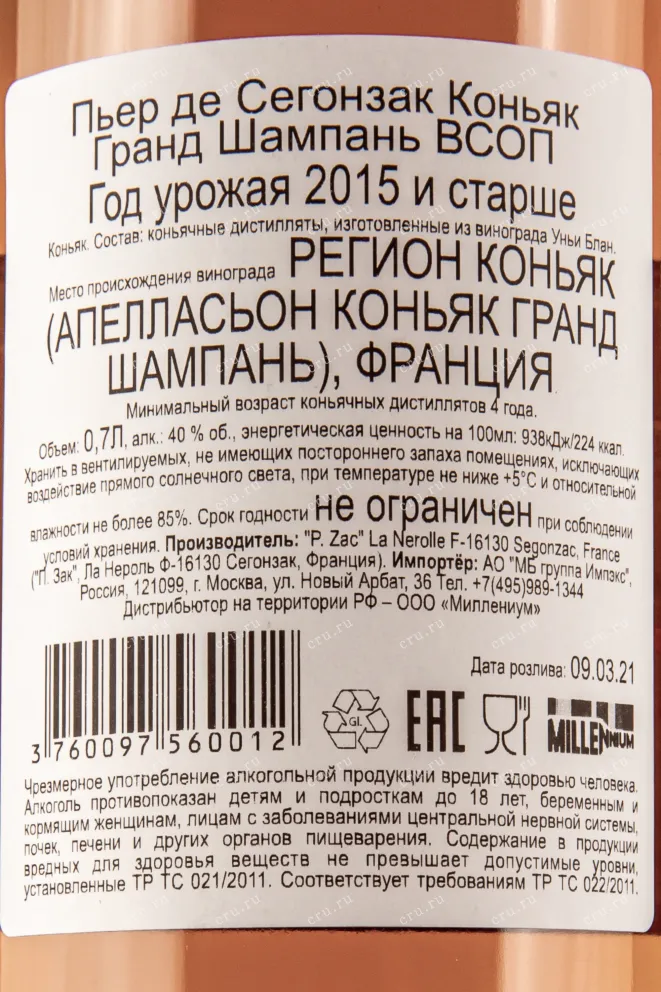 Пьер де Сегонзак Коньяк
Гранд Шампань ВСОП
Год урожая 2015 и старше
Коньяк. Состав: коньячные дистилляты, изготовленные из винограда Уньи Блан.
Место происхождения винограда РЕГИОН КОНЬЯК
(АПЕЛЛАСЬОН КОНЬЯК ГРАНД
ШАМПАНЬ), ФРАНЦИЯ
Минимальный возраст коньячных дистиллятов 4 года.
Объем: 0,7Л, алк.: 40 % об., энергетическая ценность на 100мл: 938кДж/224 ккал.
Хранить в вентилируемых, не имеющих постороннего запаха помещениях, исключающих
воздействие прямого солнечного света, при температуре не ниже +5°С и относительной
влажности не более 85%. Срок годности не ограничен при соблюдении
условий хранения. Производитель: "P. Zac" La Nerolle F-16130 Segonzac, France
("П. Зак", Ла Нероль Ф-16130 Сегонзак, Франция). Импортёр: АО "МБ группа Импэкс",
Россия, 121099, г. Москва, ул. Новый Арбат, 36 Тел. +7(495)989-1344
Дистрибьютор на территории РФ – ООО «Миллениум»
Дата розлива: 09.03.21
GL
EAC
MILLENNIUM
3 760097 560012
Чрезмерное употребление алкогольной продукции вредит здоровью человека.
Алкоголь противопоказан детям и подросткам до 18 лет, беременным и
кормящим женщинам, лицам с заболеваниями центральной нервной системы,
почек, печени и других органов пищеварения. Содержание в продукции
вредных для здоровья веществ не превышает допустимые уровни,
установленные ТР ТС 021/2011. Соответствует требованиям ТР ТС 022/2011.
cru.ru